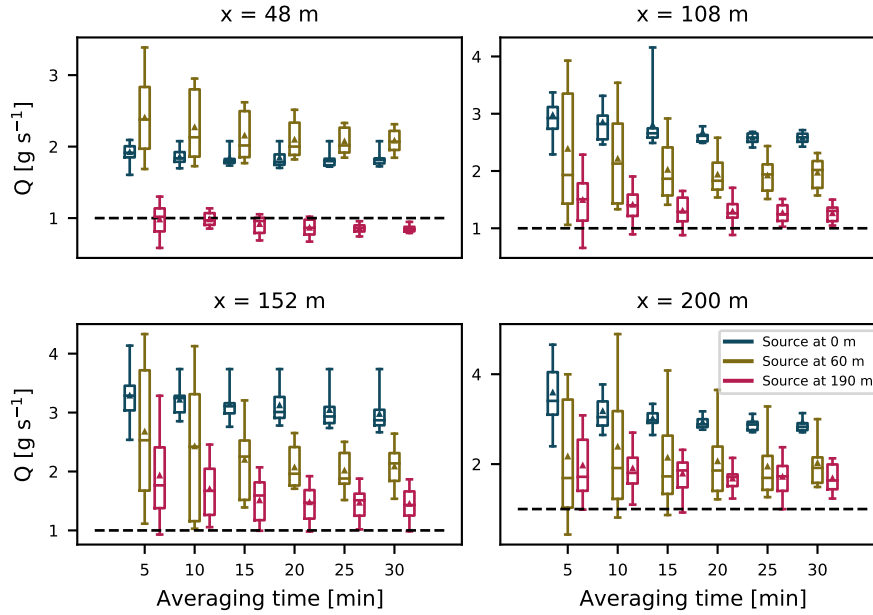 x = 48 m
x = 108 m
Q [g s⁻¹]
3
2
1
4
3
2
1
x = 152 m
x = 200 m
Q [g s⁻¹]
4
3
2
1
4
2
Source at 0 m
Source at 60 m
Source at 190 m
5 10 15 20 25 30
5 10 15 20 25 30
Averaging time [min]
Averaging time [min]